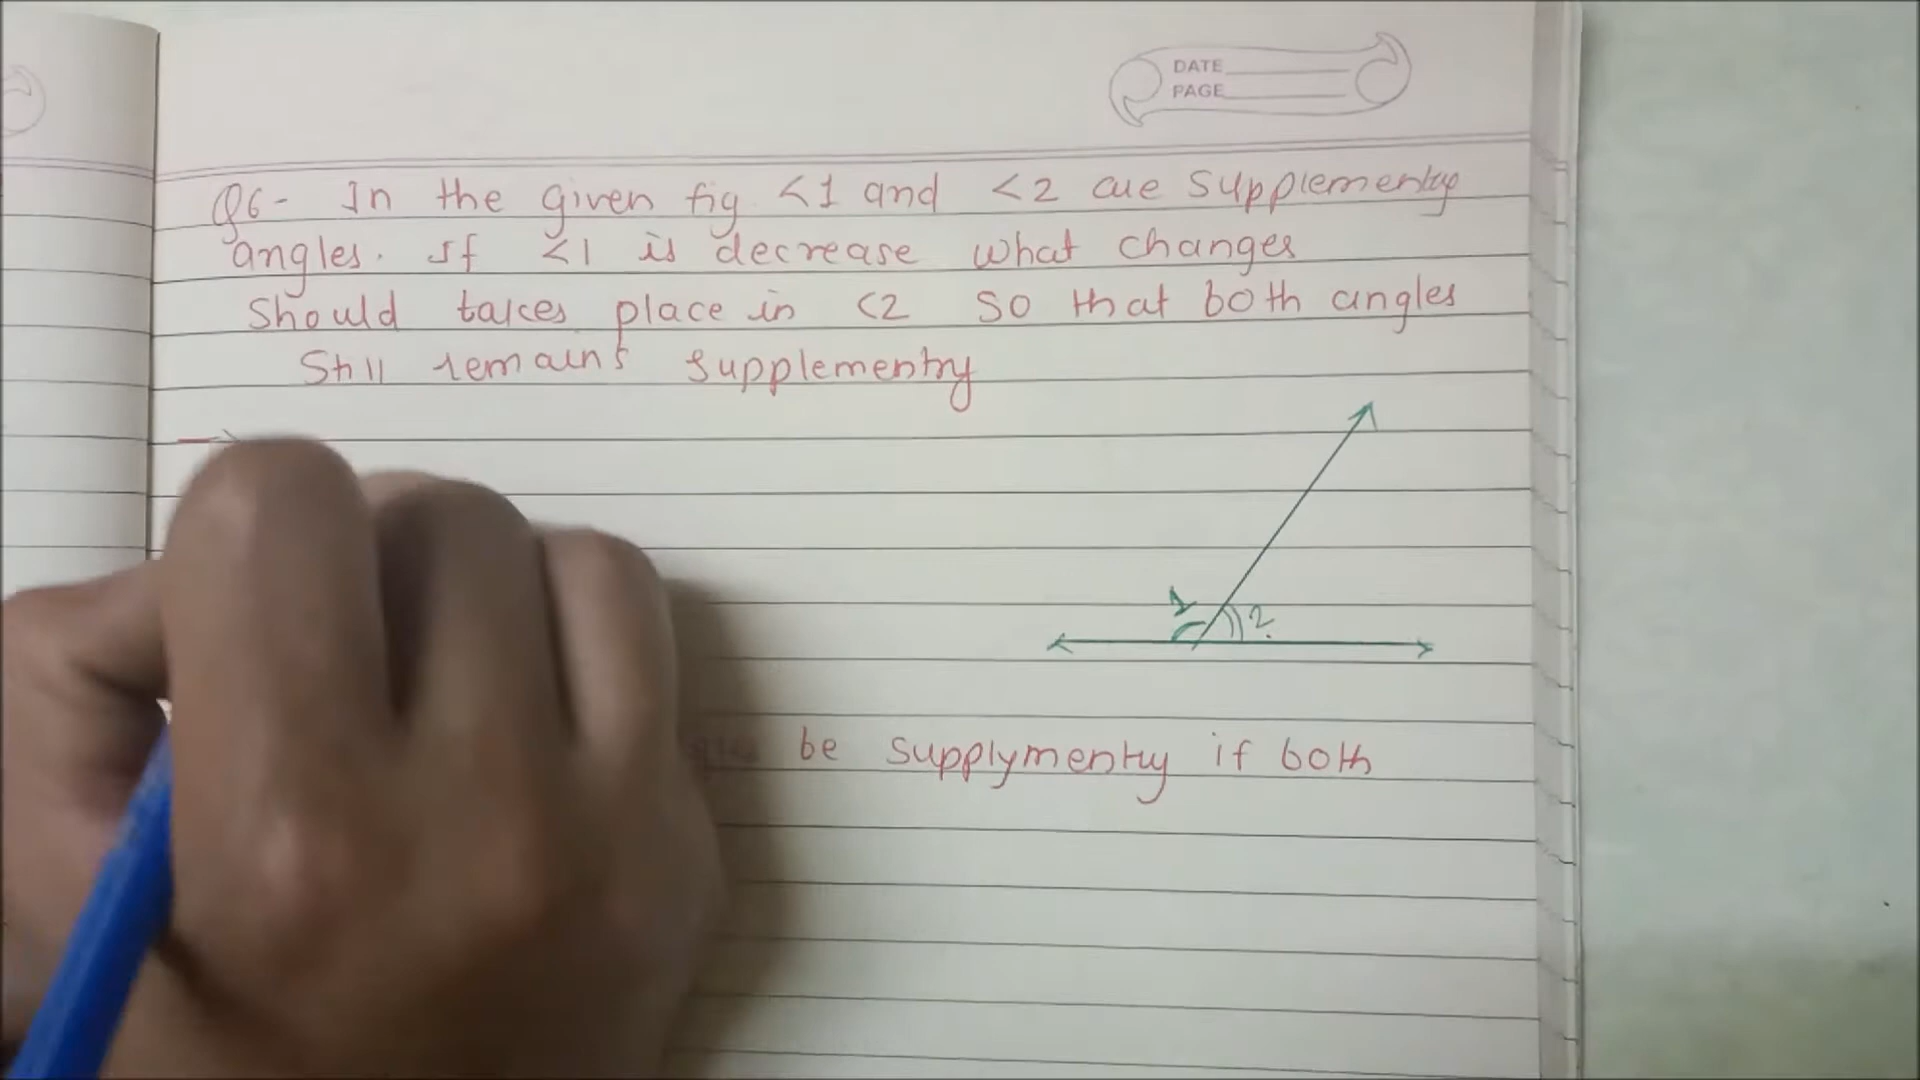 DATE
PAGE
Q6- In the given fig <1 and <2 are Supplementry
angles. If <1 is decrease what changes
Should takes place in <2 so that both angles
Still remains supplementry
1 2
be supplymentry if both